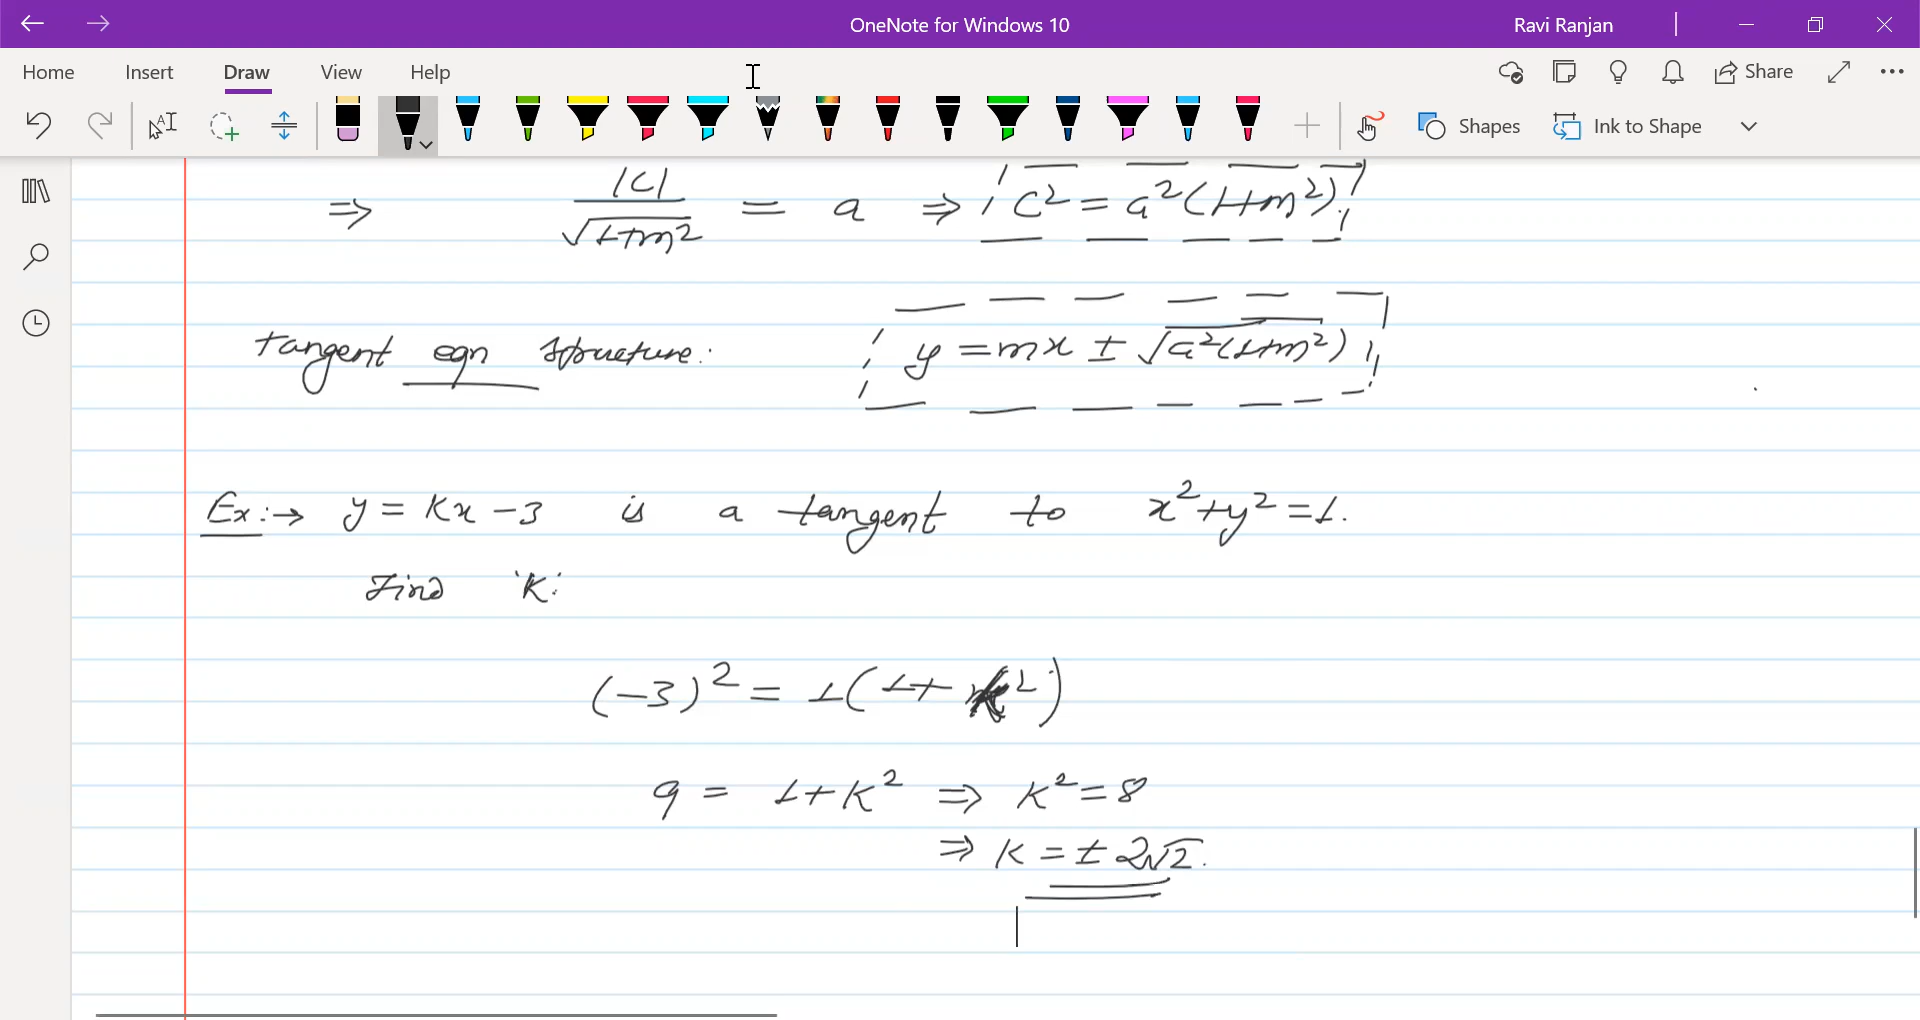 OneNote for Windows 10
Ravi Ranjan
Home Insert Draw View Help
Share
Shapes Ink to Shape
⇒ |c|/√1+m² = a ⇒ c² = a²(1+m²)
tangent eqn structure: y = mx ± √a²(1+m²)
Ex:→ y = kx -3 is a tangent to x²+y²=1.
Find 'K'.
(-3)² = 1(1+k²)
9 = 1+k² ⇒ k² = 8
⇒ k = ± 2√2.